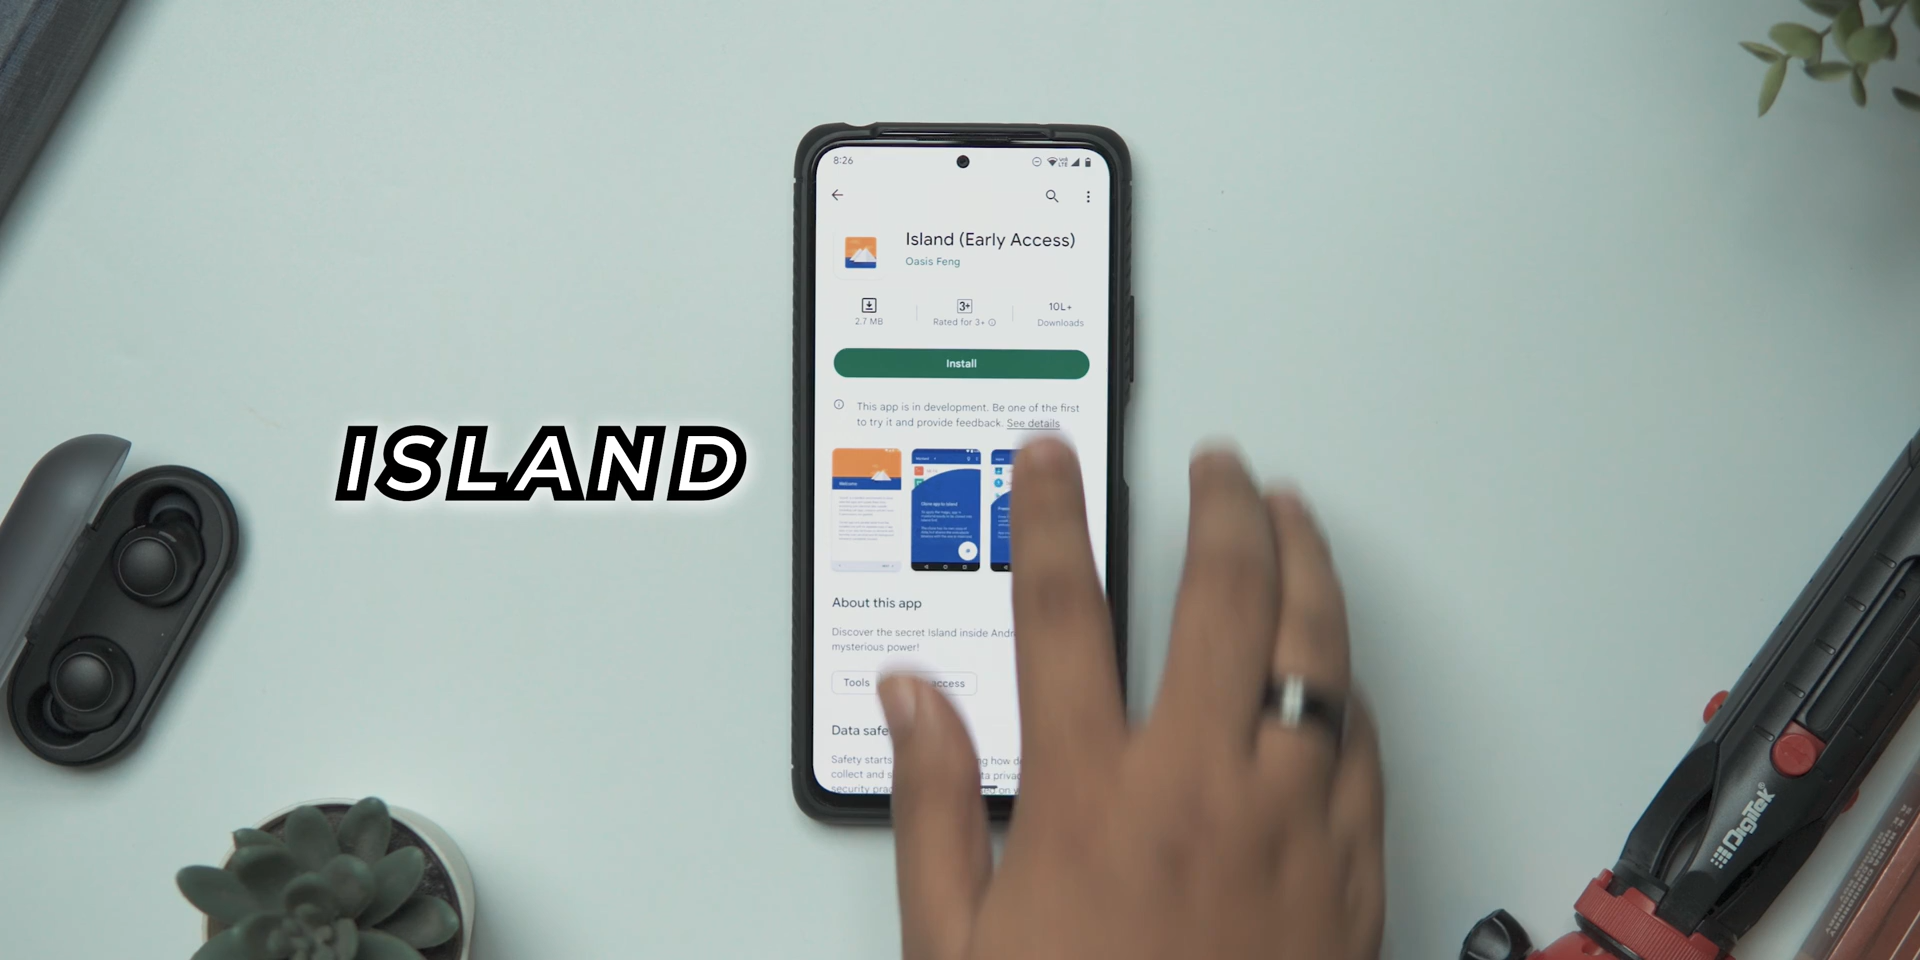 8:26
Island (Early Access)
Oasis Feng
3+
10L+
2.7 MB
Rated for 3+
Downloads
Install
This app is in development. Be one of the first
to try it and provide feedback. See details
ISLAND
Welcome
About this app
Discover the secret Island inside
mysterious power!
Tools
access
Data
Safety starts
collect and
security
DigiTek